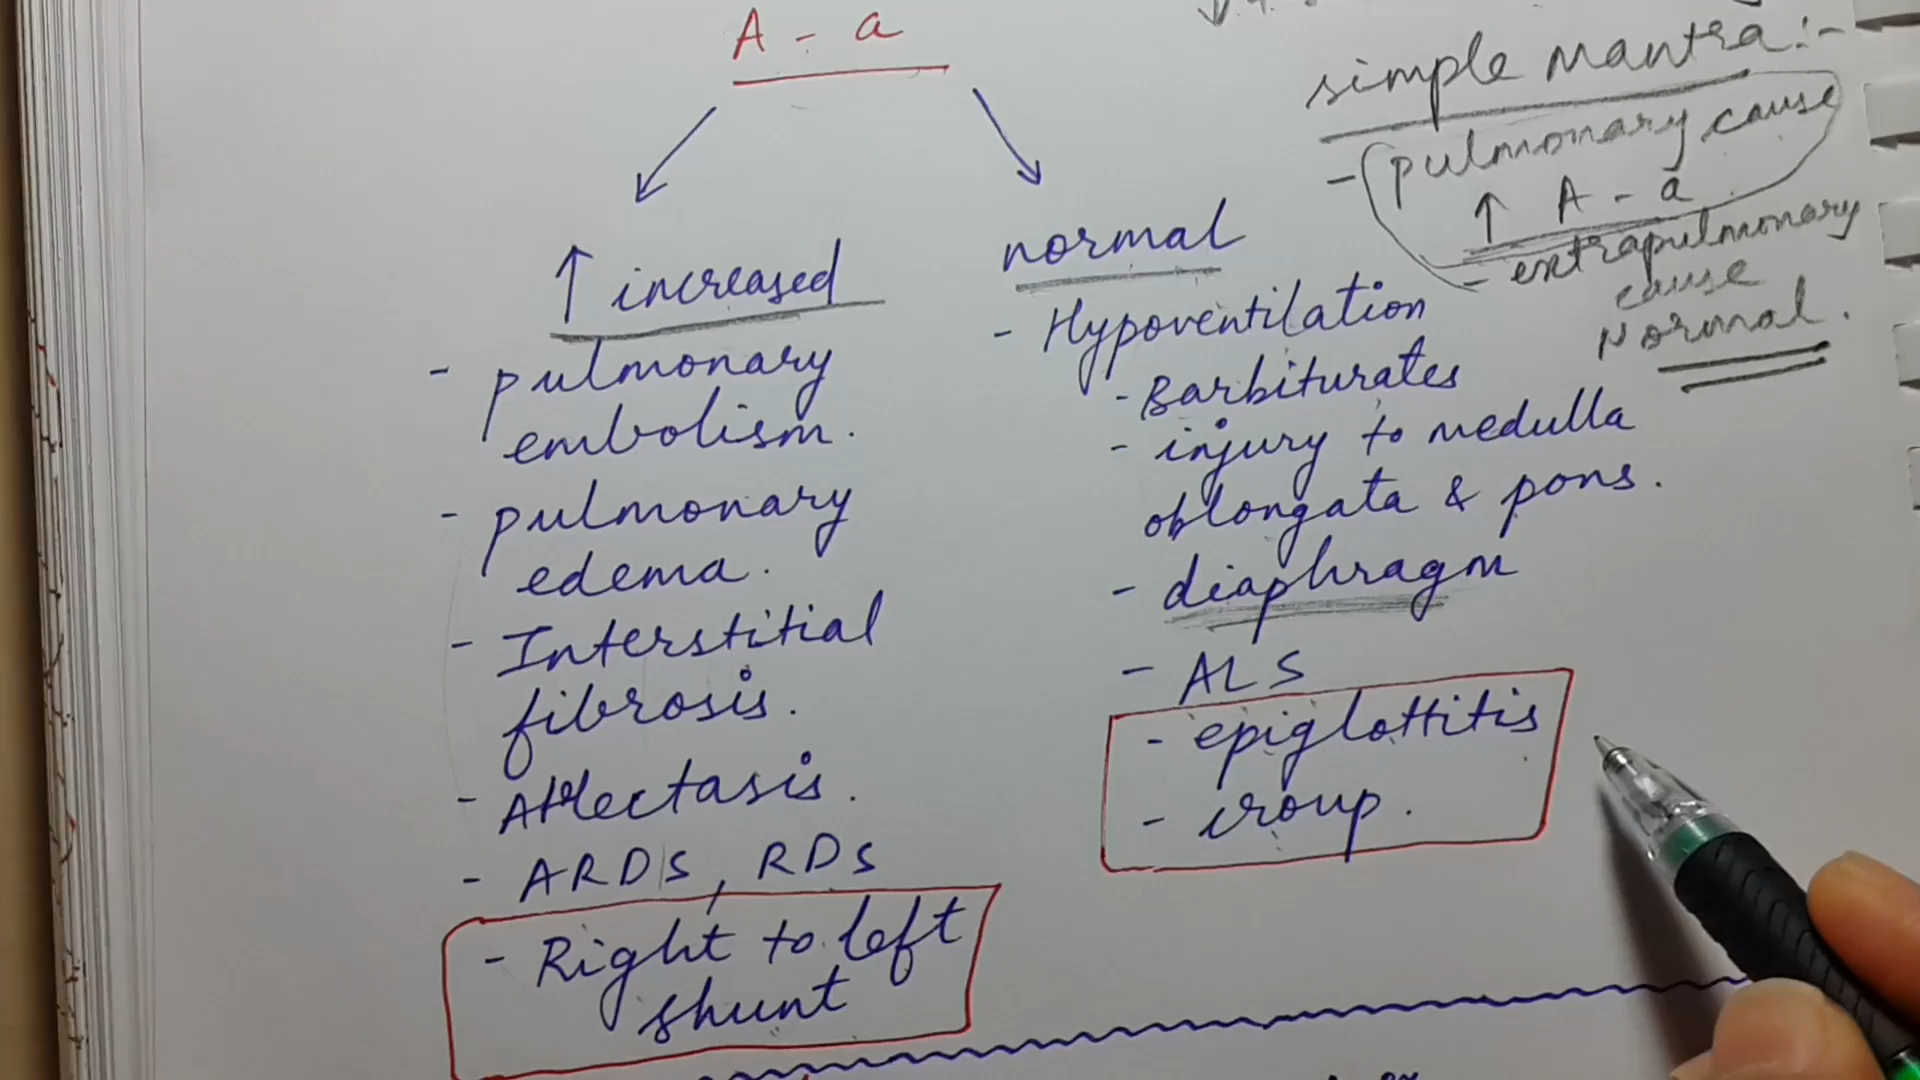 A - a
simple mantra:-
- pulmonary cause
↑ A - a
- extrapulmonary
cause
Normal.
↑ increased
- pulmonary
embolism.
- pulmonary
edema.
- Interstitial
fibrosis.
- Atelectasis.
- ARDS, RDS
- Right to left
shunt
normal
- Hypoventilation
- Barbiturates
- injury to medulla
oblongata & pons.
- diaphragm
- ALS
- epiglottitis
- croup.